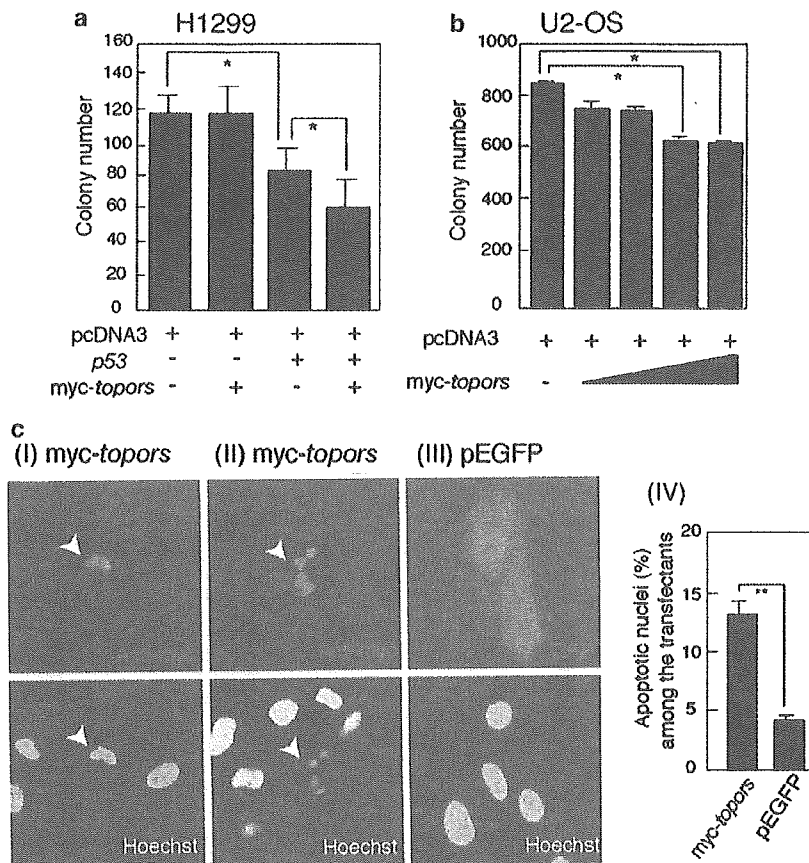 a H1299
Colony number
160
140
120
100
80
60
40
20
0
*
*
pcDNA3 + + + +
p53 - - + +
myc-topors - + - +
b U2-OS
Colony number
1000
800
600
400
200
0
*
*
pcDNA3 + + + + +
myc-topors -
c
(I) myc-topors
(II) myc-topors
(III) pEGFP
Hoechst
Hoechst
Hoechst
(IV)
Apoptotic nuclei (%)
among the transfectants
20
15
10
5
0
**
myc-topors
pEGFP